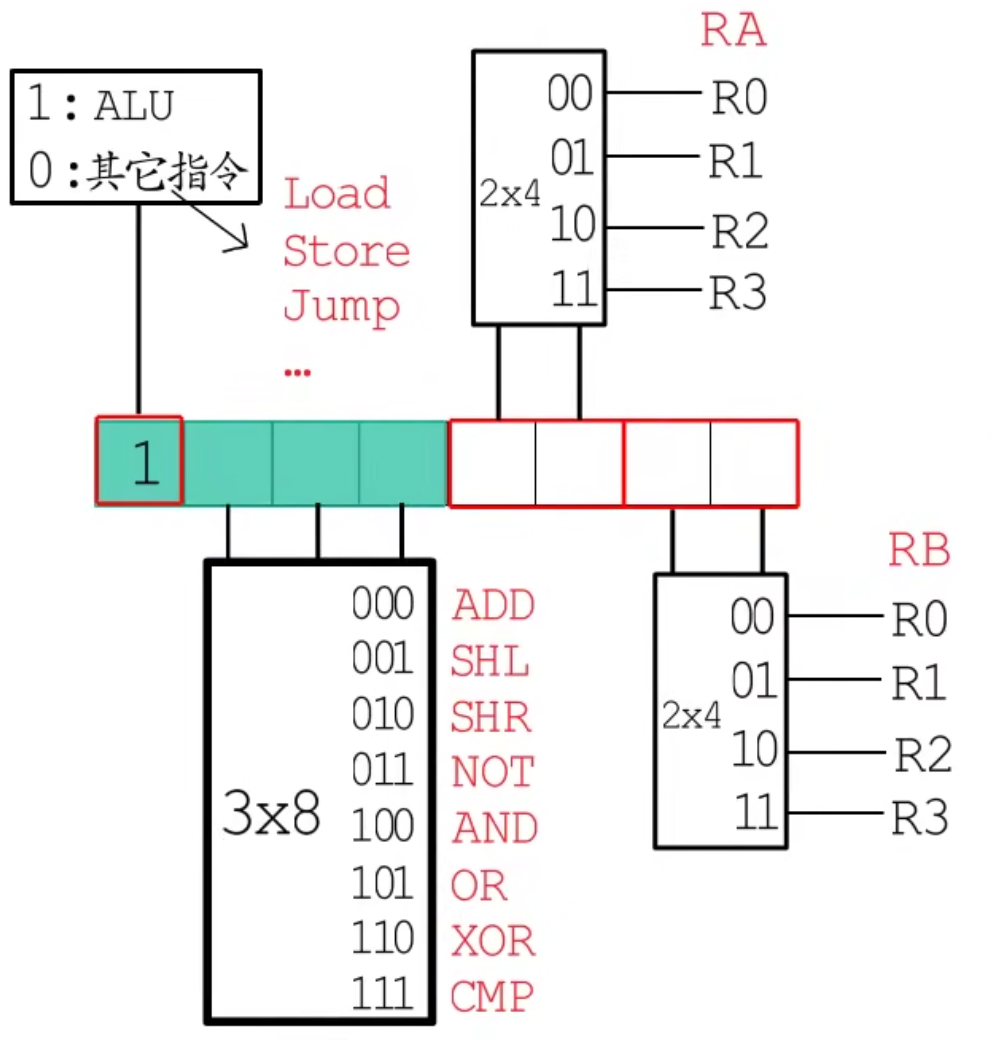 1: ALU
0:其它指令
Load
Store
Jump
...
RA
2x4
00 R0
01 R1
10 R2
11 R3
1
3x8
000 ADD
001 SHL
010 SHR
011 NOT
100 AND
101 OR
110 XOR
111 CMP
RB
2x4
00 R0
01 R1
10 R2
11 R3